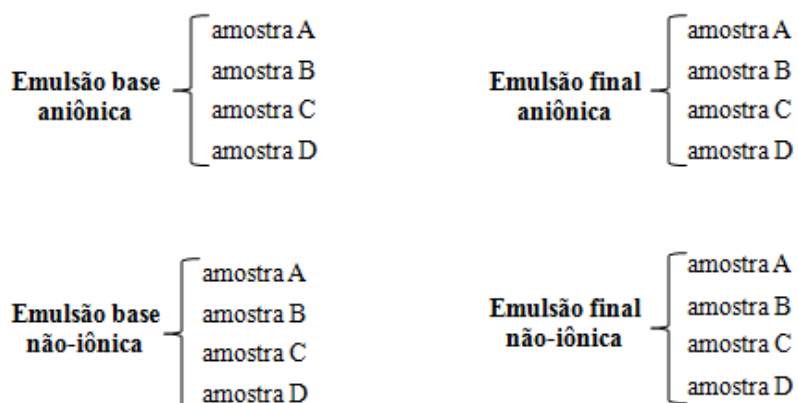 Emulsão base
aniônica
amostra A
amostra B
amostra C
amostra D
Emulsão final
aniônica
amostra A
amostra B
amostra C
amostra D
Emulsão base
não-iônica
amostra A
amostra B
amostra C
amostra D
Emulsão final
não-iônica
amostra A
amostra B
amostra C
amostra D